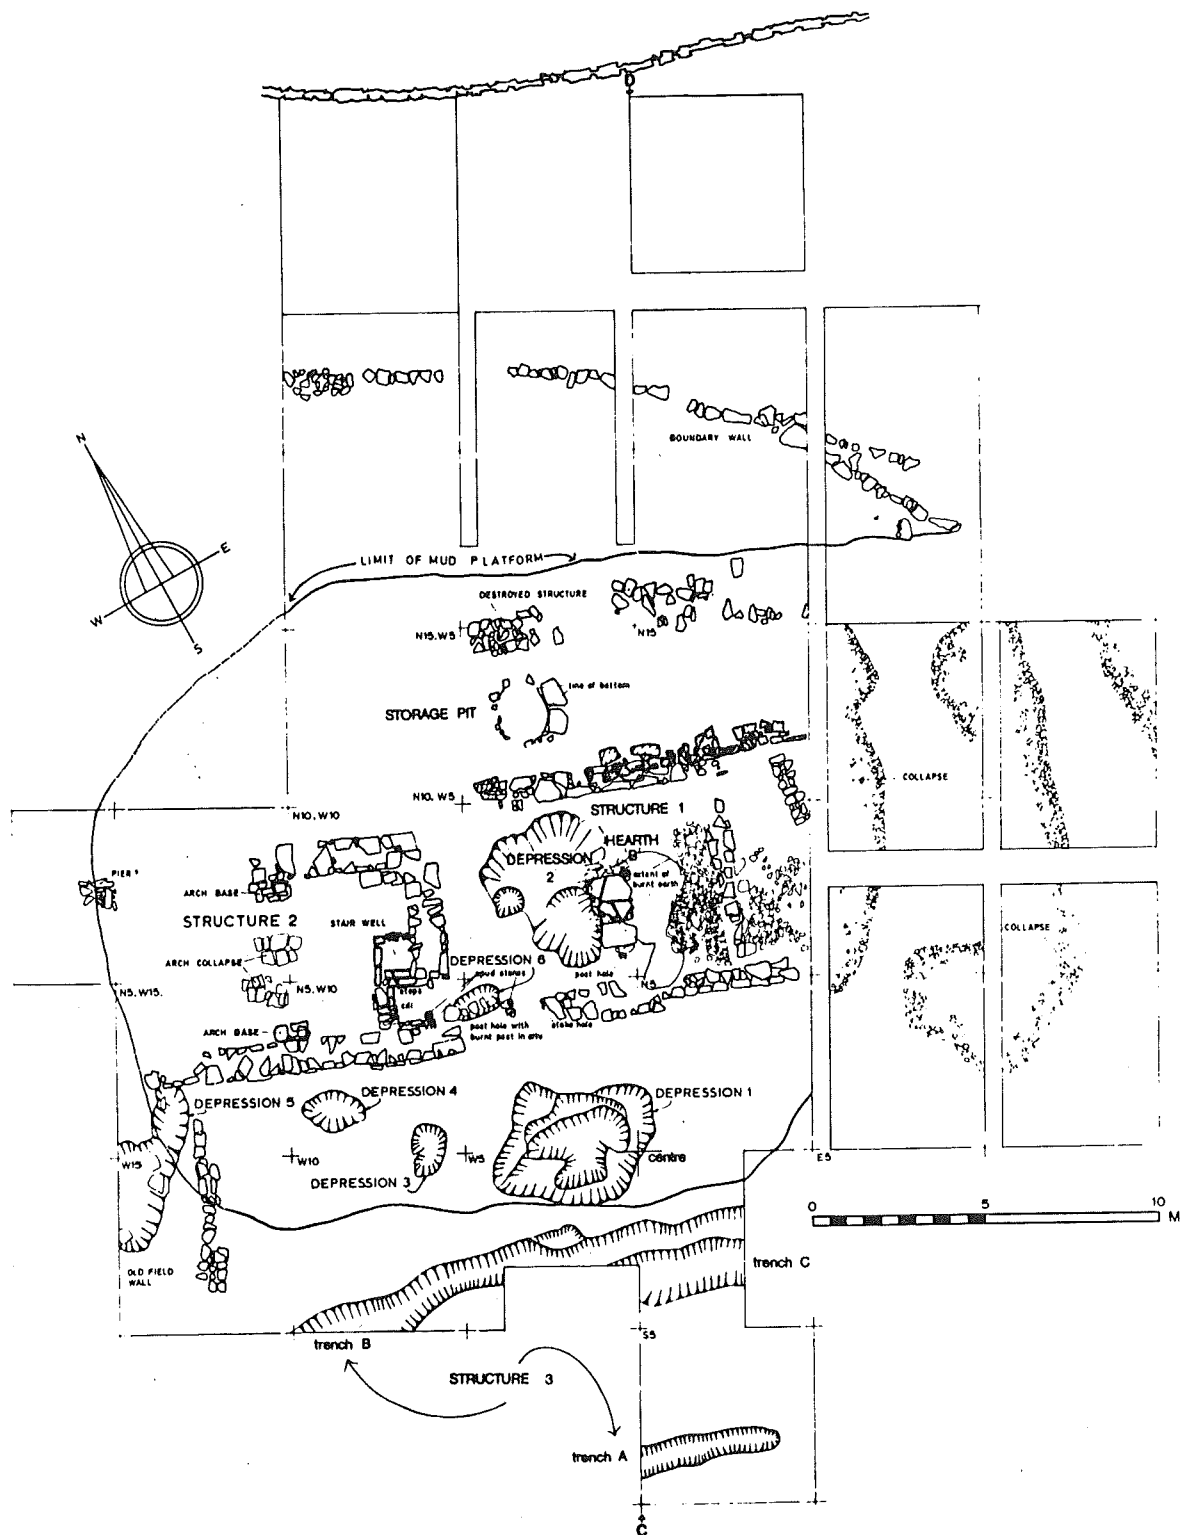 D
BOUNDARY WALL
N
E
W
S
LIMIT OF MUD PLATFORM
DESTROYED STRUCTURE
N15.W5
N15
line of bottom
STORAGE PIT
COLLAPSE
N10.W5
STRUCTURE 1
N10.W10
HEARTH
DEPRESSION
2
extent of
burnt earth
PIER ?
ARCH BASE
STRUCTURE 2
STAIR WELL
COLLAPSE
ARCH COLLAPSE
DEPRESSION 6
spud stones
post hole
N5
N5.W15.
N5.W10
steps
ARCH BASE
post hole with
burnt post in situ
stake hole
DEPRESSION 5
DEPRESSION 4
DEPRESSION 1
W15
W10
W5
centre
E5
DEPRESSION 3
0
5
10
M
OLD FIELD
WALL
trench C
trench B
S5
STRUCTURE 3
trench A
C